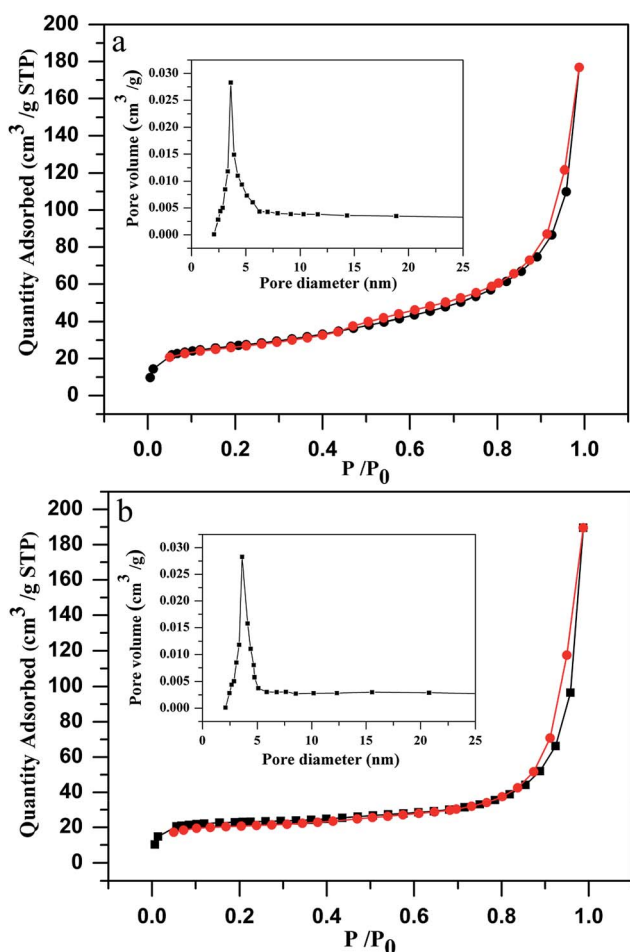 a
Quantity Adsorbed (cm³ /g STP)
200
180
160
140
120
100
80
60
40
20
0
0.0 0.2 0.4 0.6 0.8 1.0
P /P₀
Pore volume (cm³ /g)
0.030
0.025
0.020
0.015
0.010
0.005
0.000
0 5 10 15 20 25
Pore diameter (nm)
b
Quantity Adsorbed (cm³ /g STP)
200
180
160
140
120
100
80
60
40
20
0
0.0 0.2 0.4 0.6 0.8 1.0
P/P₀
Pore volume (cm³ /g)
0.030
0.025
0.020
0.015
0.010
0.005
0.000
0 5 10 15 20 25
Pore diameter (nm)